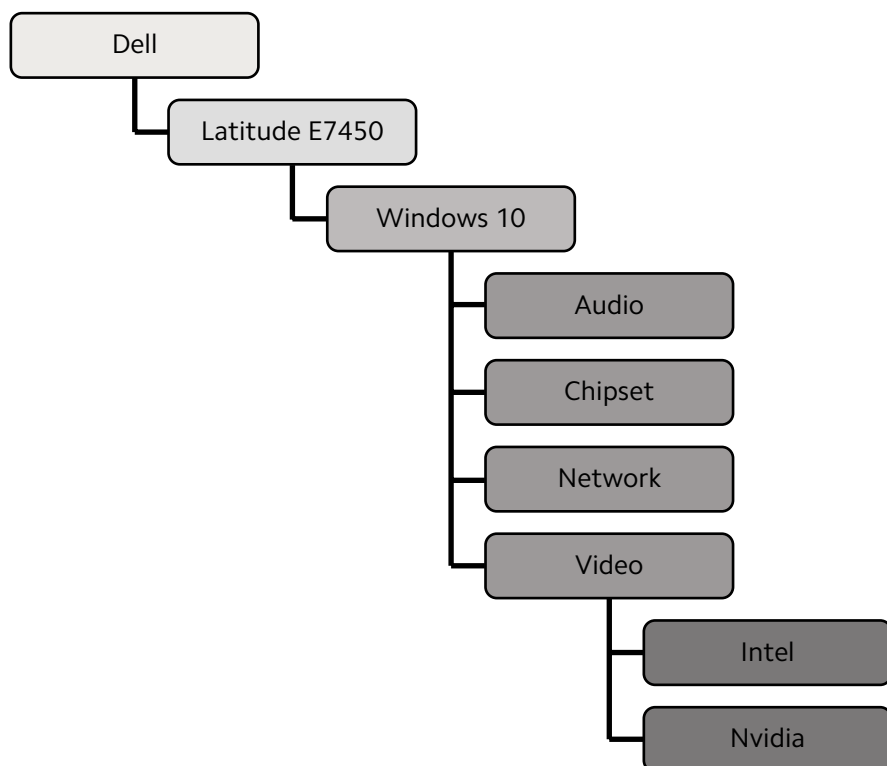 Dell
Latitude E7450
Windows 10
Audio
Chipset
Network
Video
Intel
Nvidia